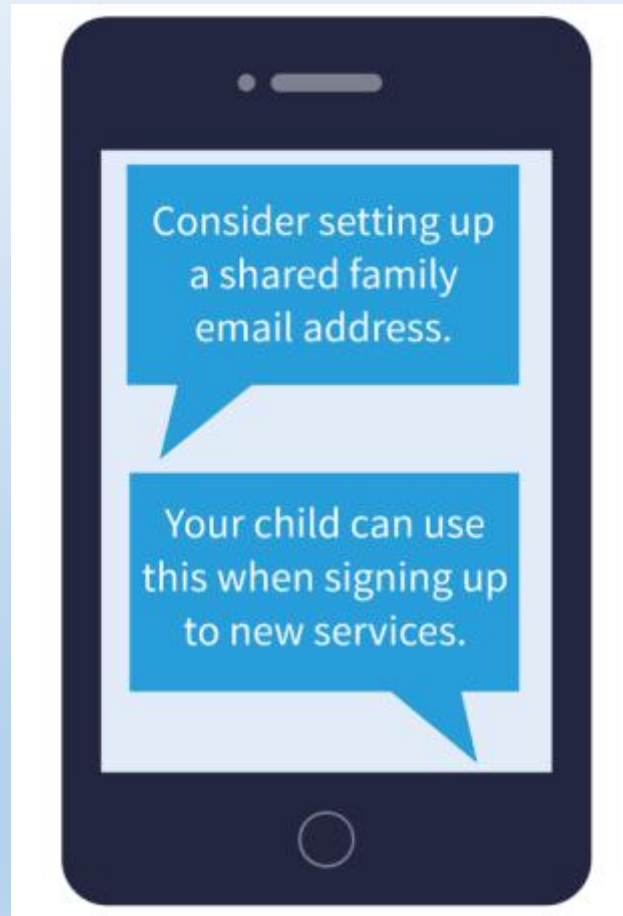 Consider setting up
a shared family
email address.
Your child can use
this when signing up
to new services.